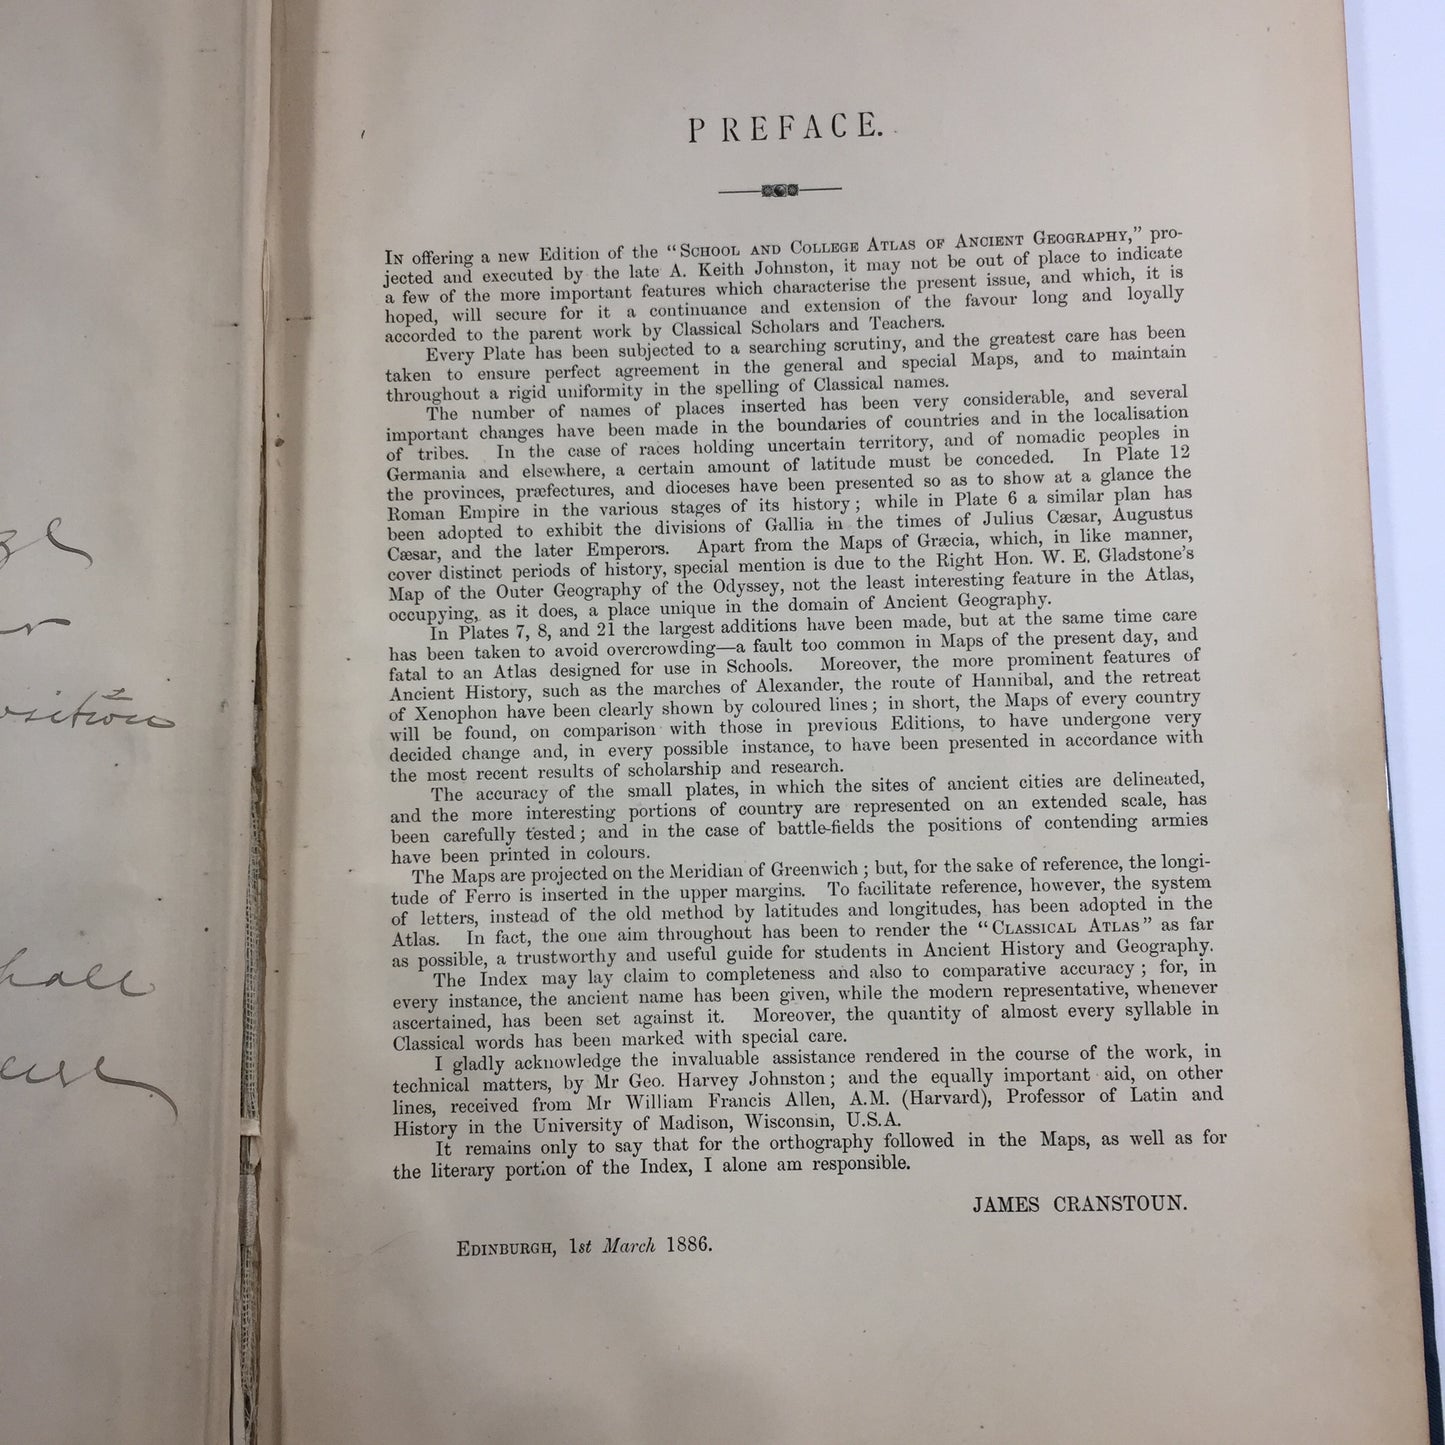 PREFACE.
IN offering a new Edition of the "SCHOOL AND COLLEGE ATLAS OF ANCIENT GEOGRAPHY," pro-
jected and executed by the late A. Keith Johnston, it may not be out of place to indicate
a few of the more important features which characterise the present issue, and which, it is
hoped, will secure for it a continuance and extension of the favour long and loyally
accorded to the parent work by Classical Scholars and Teachers.
Every Plate has been subjected to a searching scrutiny, and the greatest care has been
taken to ensure perfect agreement in the general and special Maps, and to maintain
throughout a rigid uniformity in the spelling of Classical names.
The number of names of places inserted has been very considerable, and several
important changes have been made in the boundaries of countries and in the localisation
of tribes. In the case of races holding uncertain territory, and of nomadic peoples in
Germania and elsewhere, a certain amount of latitude must be conceded. In Plate 12
the provinces, præfectures, and dioceses have been presented so as to show at a glance the
Roman Empire in the various stages of its history; while in Plate 6 a similar plan has
been adopted to exhibit the divisions of Gallia in the times of Julius Cæsar, Augustus
Cæsar, and the later Emperors. Apart from the Maps of Græcia, which, in like manner,
cover distinct periods of history, special mention is due to the Right Hon. W. E. Gladstone's
Map of the Outer Geography of the Odyssey, not the least interesting feature in the Atlas,
occupying, as it does, a place unique in the domain of Ancient Geography.
In Plates 7, 8, and 21 the largest additions have been made, but at the same time care
has been taken to avoid overcrowding—a fault too common in Maps of the present day, and
fatal to an Atlas designed for use in Schools. Moreover, the more prominent features of
Ancient History, such as the marches of Alexander, the route of Hannibal, and the retreat
of Xenophon have been clearly shown by coloured lines; in short, the Maps of every country
will be found, on comparison with those in previous Editions, to have undergone very
decided change and, in every possible instance, to have been presented in accordance with
the most recent results of scholarship and research.
The accuracy of the small plates, in which the sites of ancient cities are delineated,
and the more interesting portions of country are represented on an extended scale, has
been carefully tested; and in the case of battle-fields the positions of contending armies
have been printed in colours.
The Maps are projected on the Meridian of Greenwich; but, for the sake of reference, the longi-
tude of Ferro is inserted in the upper margins. To facilitate reference, however, the system
of letters, instead of the old method by latitudes and longitudes, has been adopted in the
Atlas. In fact, the one aim throughout has been to render the "CLASSICAL ATLAS" as far
as possible, a trustworthy and useful guide for students in Ancient History and Geography.
The Index may lay claim to completeness and also to comparative accuracy; for, in
every instance, the ancient name has been given, while the modern representative, whenever
ascertained, has been set against it. Moreover, the quantity of almost every syllable in
Classical words has been marked with special care.
I gladly acknowledge the invaluable assistance rendered in the course of the work, in
technical matters, by Mr Geo. Harvey Johnston; and the equally important aid, on other
lines, received from Mr William Francis Allen, A.M. (Harvard), Professor of Latin and
History in the University of Madison, Wisconsin, U.S.A.
It remains only to say that for the orthography followed in the Maps, as well as for
the literary portion of the Index, I alone am responsible.
JAMES CRANSTOUN.
EDINBURGH, 1st March 1886.